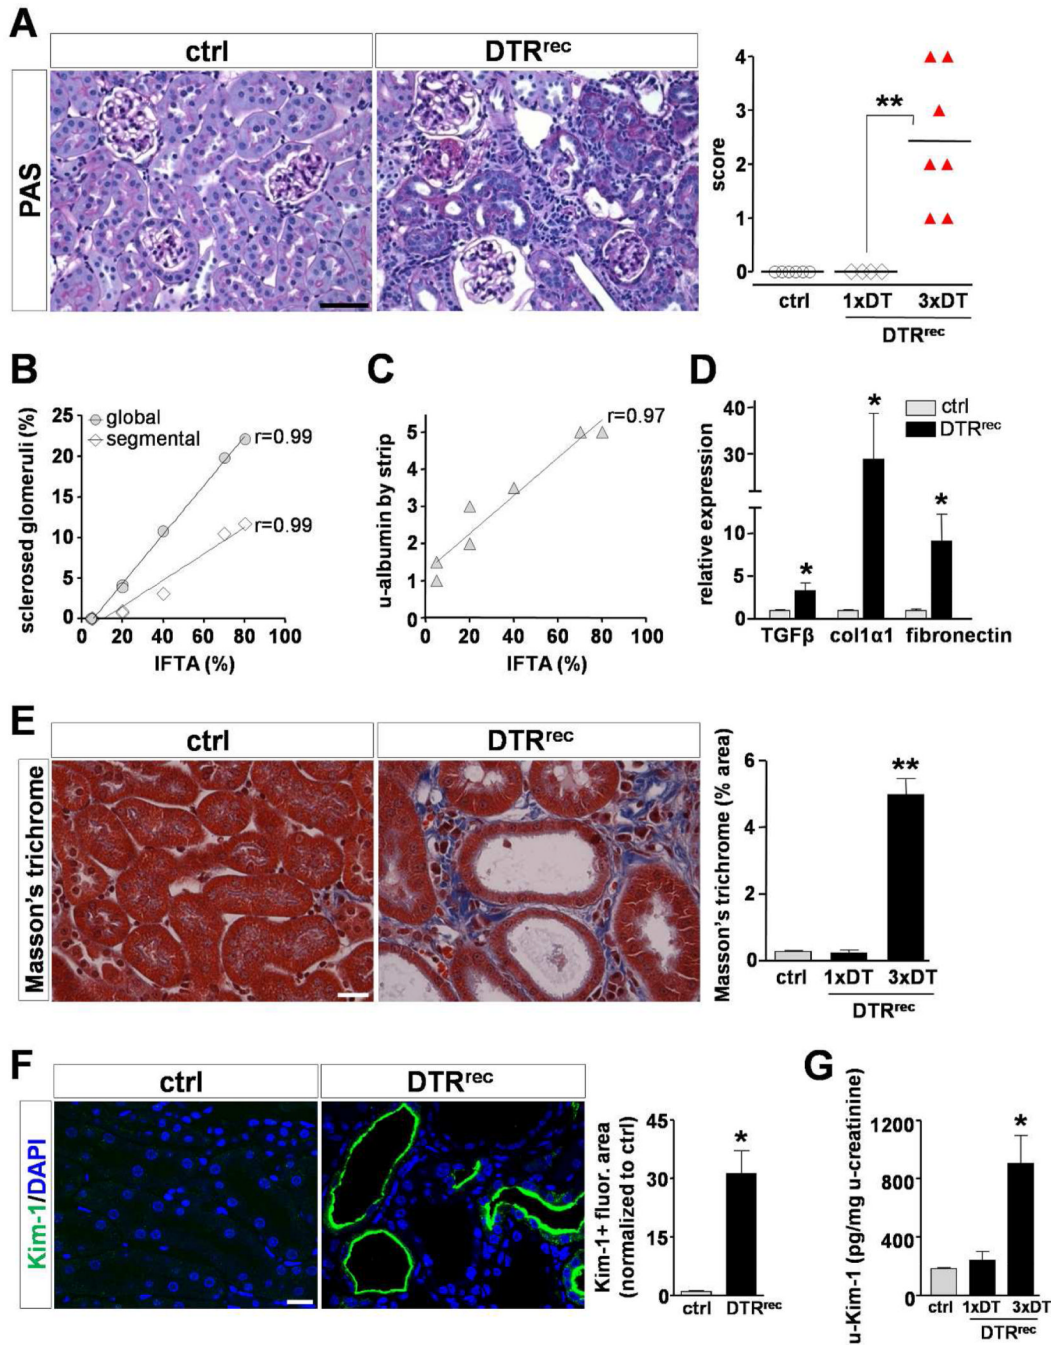 A
ctrl
DTRrec
PAS
score
4
3
2
1
0
**
ctrl
1xDT
3xDT
DTRrec
B
sclerosed glomeruli (%)
25
20
15
10
5
0
global
segmental
r=0.99
r=0.99
0 20 40 60 80 100
IFTA (%)
C
u-albumin by strip
5
4
3
2
1
0
r=0.97
0 20 40 60 80 100
IFTA (%)
D
relative expression
40
30
10
5
0
ctrl
DTRrec
*
*
*
TGFβ
col1α1
fibronectin
E
ctrl
DTRrec
Masson's trichrome
Masson's trichrome (% area)
6
4
2
0
**
ctrl
1xDT
3xDT
DTRrec
F
ctrl
DTRrec
Kim-1/DAPI
Kim-1+ fluor. area
(normalized to ctrl)
45
30
15
0
*
ctrl
DTRrec
G
u-Kim-1 (pg/mg u-creatinine)
1200
800
400
0
*
ctrl
1xDT
3xDT
DTRrec